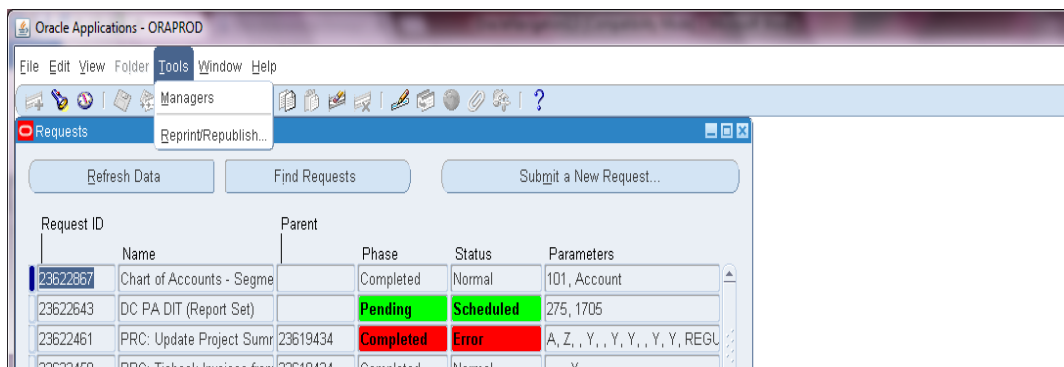 Oracle Applications - ORAPROD
File Edit View Folder Tools Window Help
Managers
Reprint/Republish...
?
Requests
Refresh Data Find Requests Submit a New Request...
Request ID Parent
Name Phase Status Parameters
23622867 Chart of Accounts - Segme Completed Normal 101, Account
23622643 DC PA DIT (Report Set) Pending Scheduled 275, 1705
23622461 PRC: Update Project Sumr 23619434 Completed Error A, Z, , Y, , Y, Y, , Y, Y, REGU